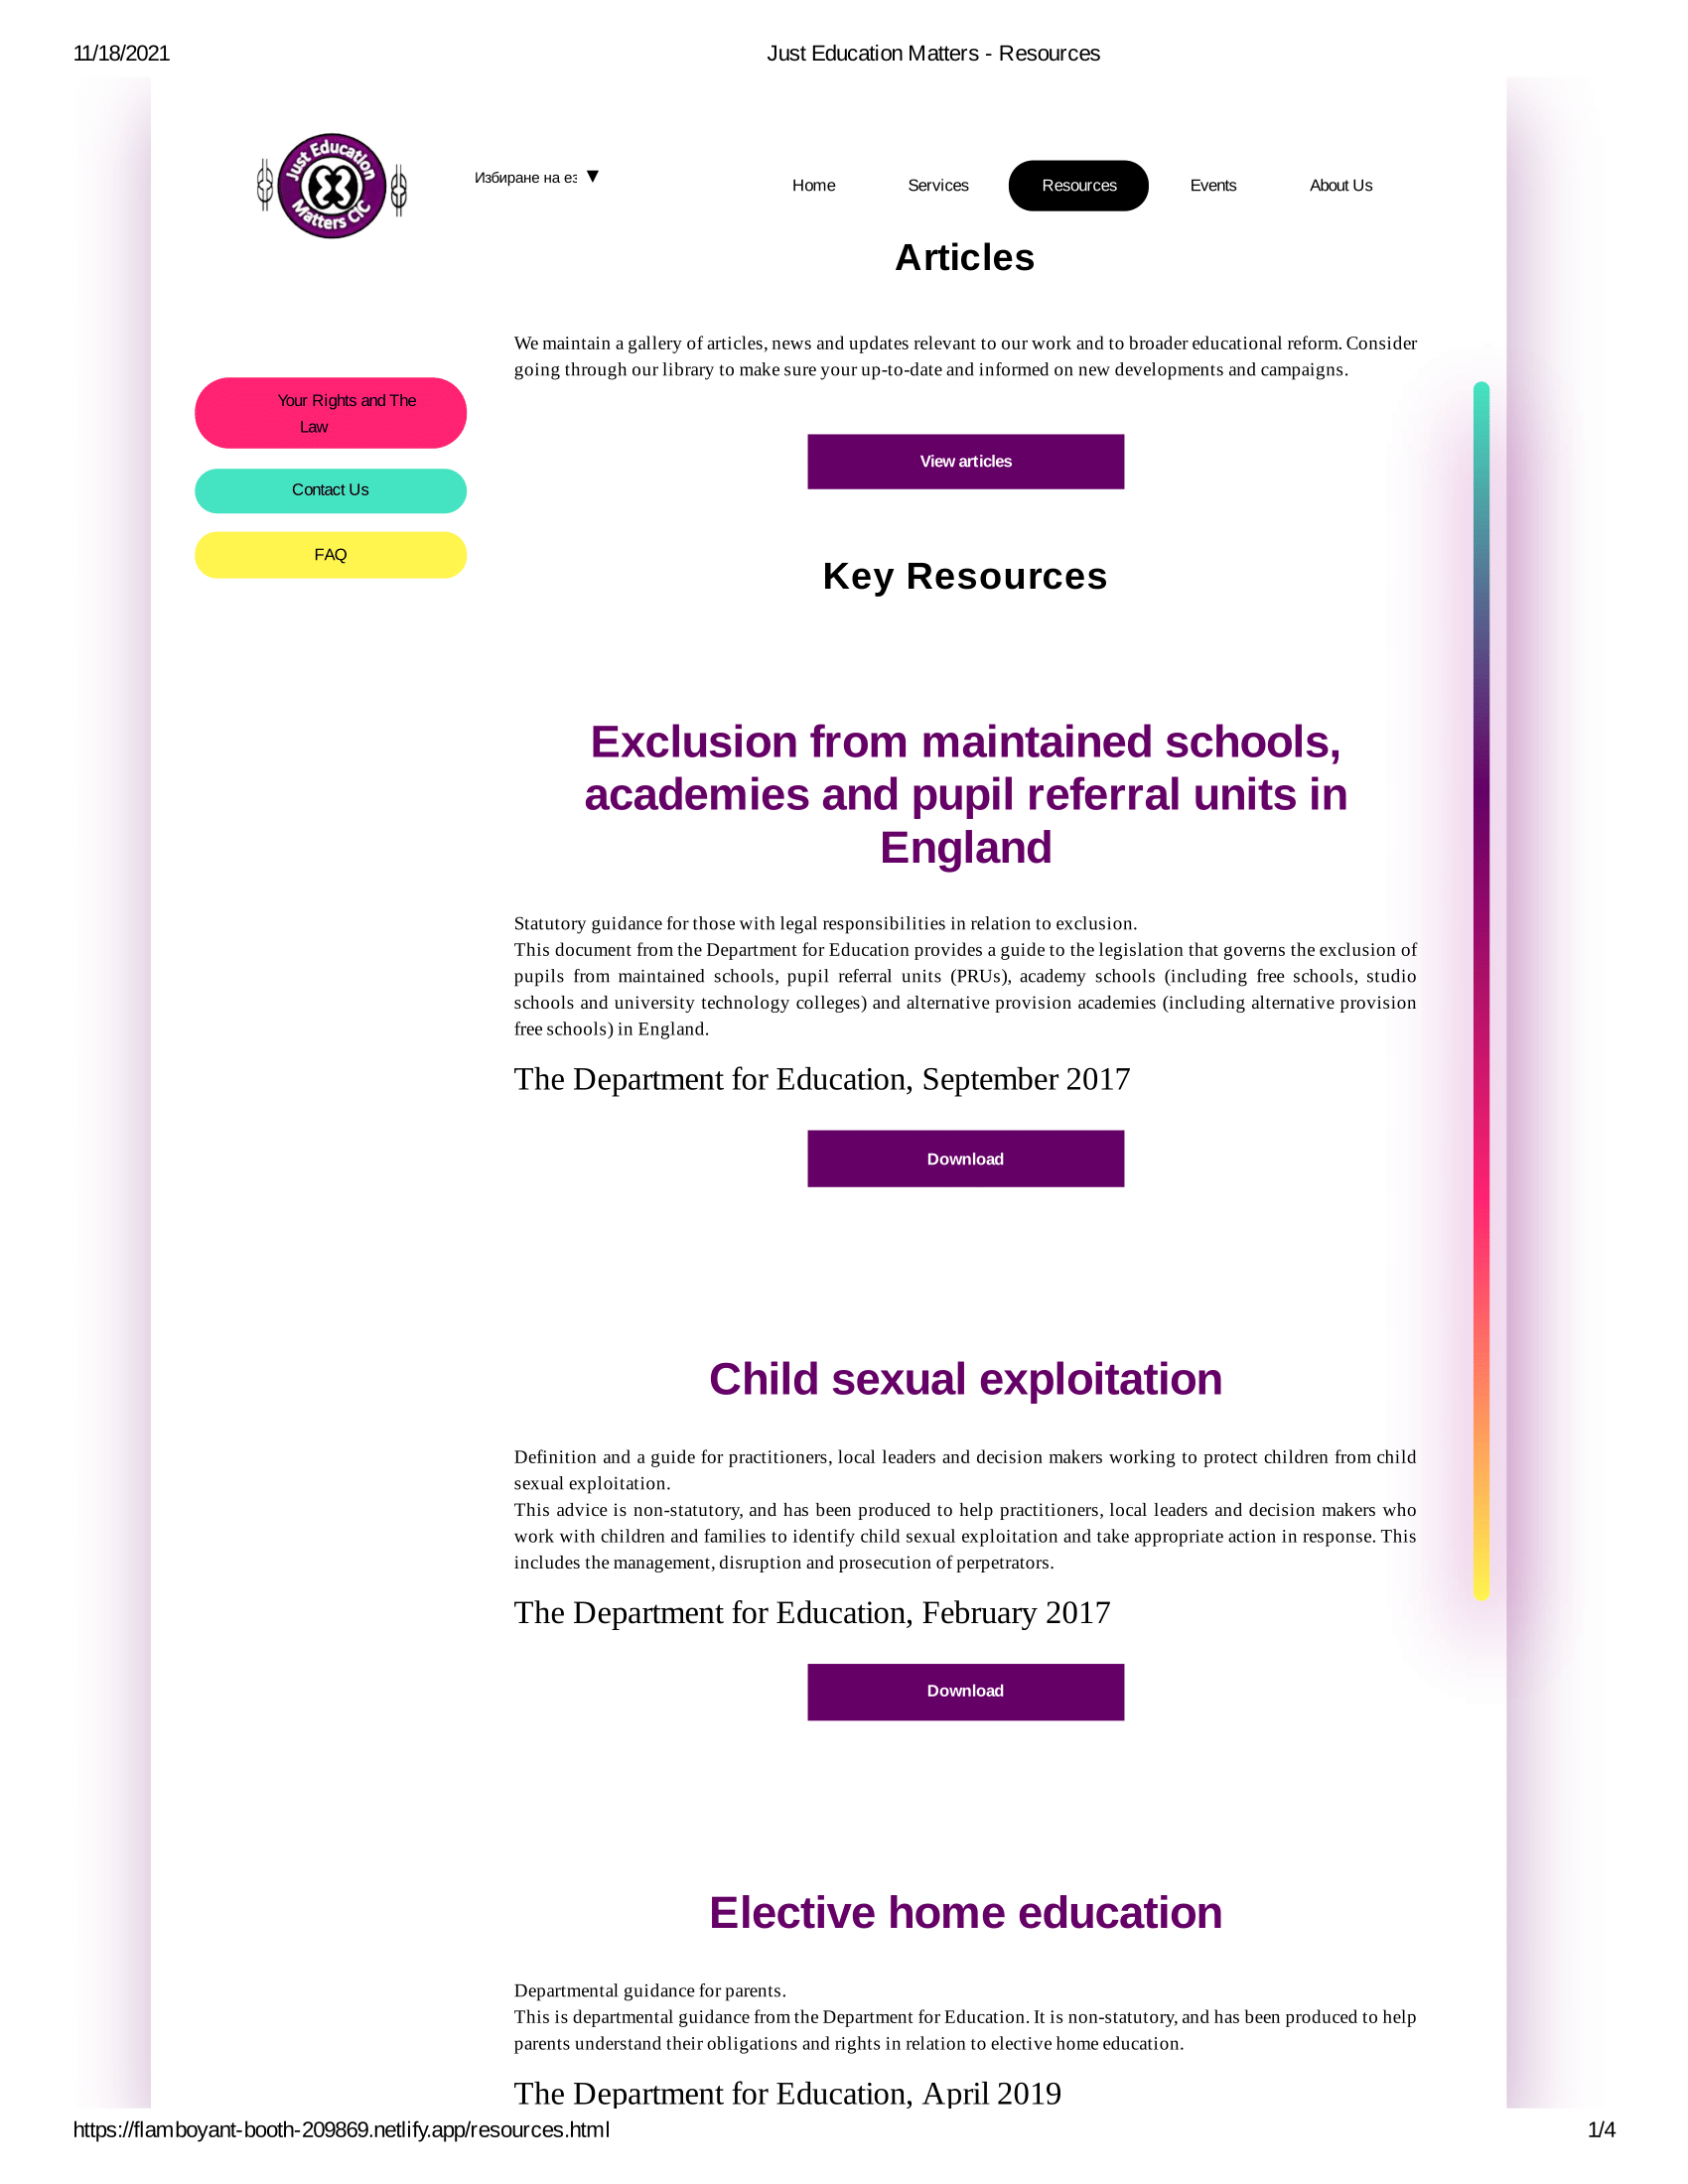 11/18/2021
Just Education Matters - Resources
Just Education
Matters CIC
Избиране на ез ▼
Home
Services
Resources
Events
About Us
Articles
We maintain a gallery of articles, news and updates relevant to our work and to broader educational reform. Consider
going through our library to make sure your up-to-date and informed on new developments and campaigns.
Your Rights and The
Law
Contact Us
FAQ
View articles
Key Resources
Exclusion from maintained schools,
academies and pupil referral units in
England
Statutory guidance for those with legal responsibilities in relation to exclusion.
This document from the Department for Education provides a guide to the legislation that governs the exclusion of
pupils from maintained schools, pupil referral units (PRUs), academy schools (including free schools, studio
schools and university technology colleges) and alternative provision academies (including alternative provision
free schools) in England.
The Department for Education, September 2017
Download
Child sexual exploitation
Definition and a guide for practitioners, local leaders and decision makers working to protect children from child
sexual exploitation.
This advice is non-statutory, and has been produced to help practitioners, local leaders and decision makers who
work with children and families to identify child sexual exploitation and take appropriate action in response. This
includes the management, disruption and prosecution of perpetrators.
The Department for Education, February 2017
Download
Elective home education
Departmental guidance for parents.
This is departmental guidance from the Department for Education. It is non-statutory, and has been produced to help
parents understand their obligations and rights in relation to elective home education.
The Department for Education, April 2019
https://flamboyant-booth-209869.netlify.app/resources.html
1/4